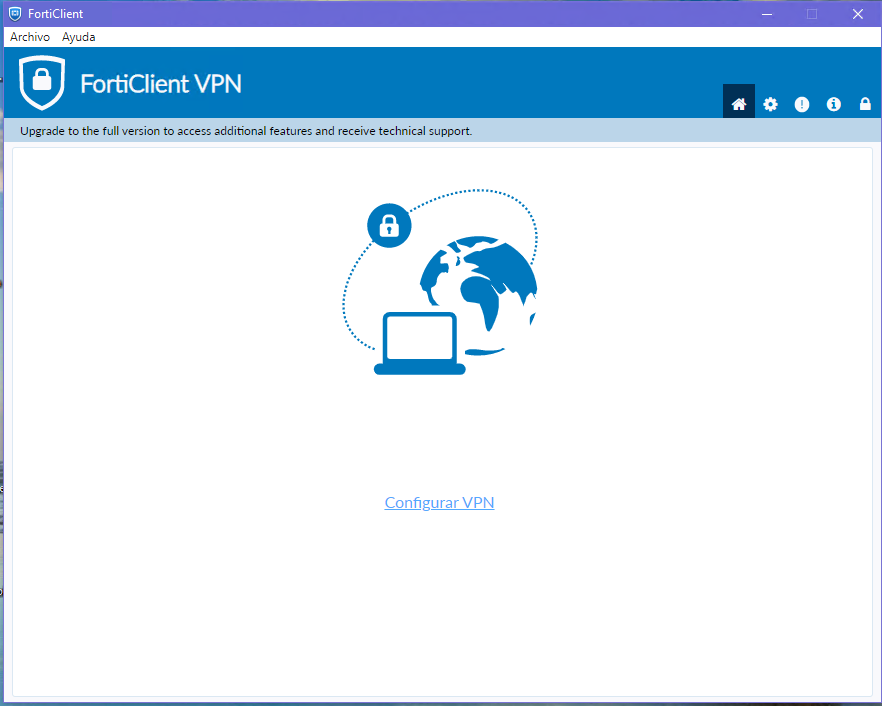 FortiClient
Archivo Ayuda
FortiClient VPN
Upgrade to the full version to access additional features and receive technical support.
Configurar VPN